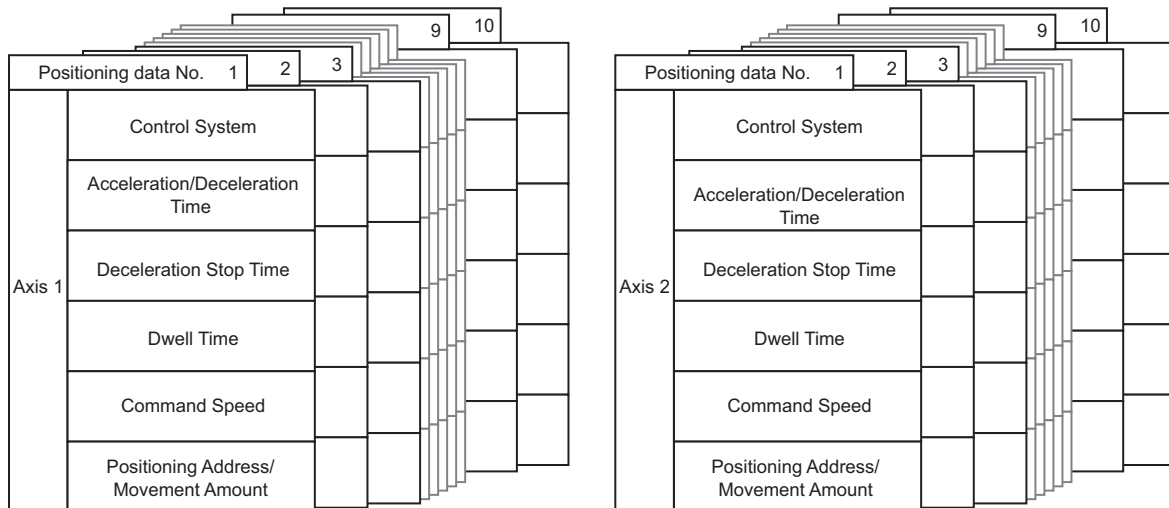 10
9
3
2
Positioning data No. 1
Control System
Acceleration/Deceleration
Time
Deceleration Stop Time
Axis 1
Dwell Time
Command Speed
Positioning Address/
Movement Amount
10
9
3
2
Positioning data No. 1
Control System
Acceleration/Deceleration
Time
Deceleration Stop Time
Axis 2
Dwell Time
Command Speed
Positioning Address/
Movement Amount